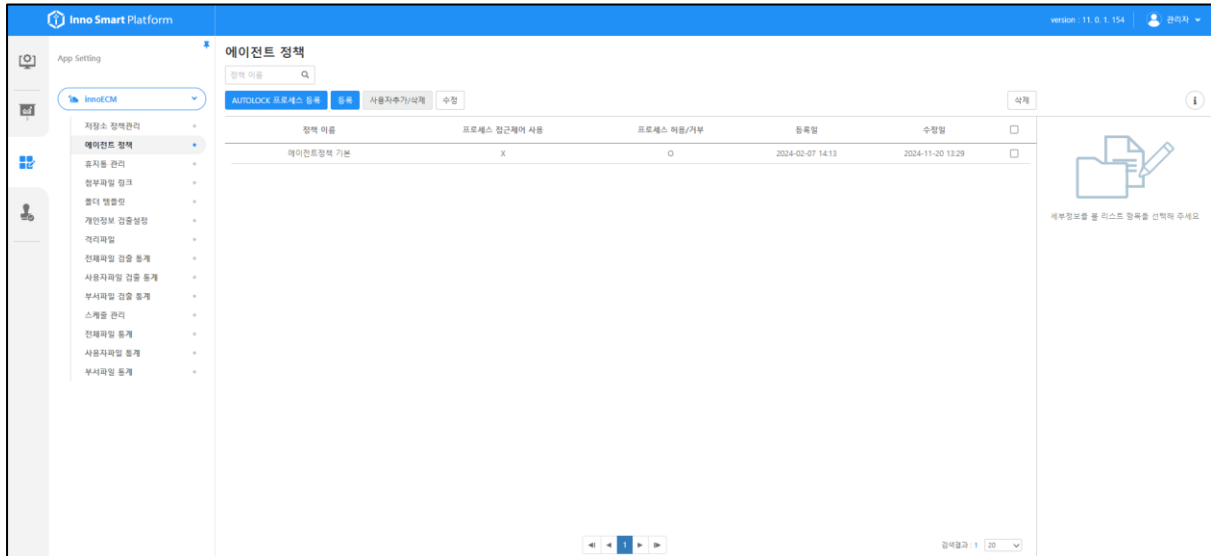 Inno Smart Platform
version : 11. 0. 1. 154
관리자
App Setting
innoECM
저장소 정책관리
에이전트 정책
휴지통 관리
첨부파일 링크
폴더 템플릿
개인정보 검출설정
격리파일
전체파일 검출 통계
사용자파일 검출 통계
부서파일 검출 통계
스케줄 관리
전체파일 통계
사용자파일 통계
부서파일 통계
에이전트 정책
정책 이름
AUTOLOCK 프로세스 등록 등록 사용자추가/삭제 수정 삭제
정책 이름 프로세스 접근제어 사용 프로세스 허용/거부 등록일 수정일
에이전트정책 기본 X O 2024-02-07 14:13 2024-11-20 13:29
세부정보를 볼 리스트 항목을 선택해 주세요
1
검색결과 : 1 20